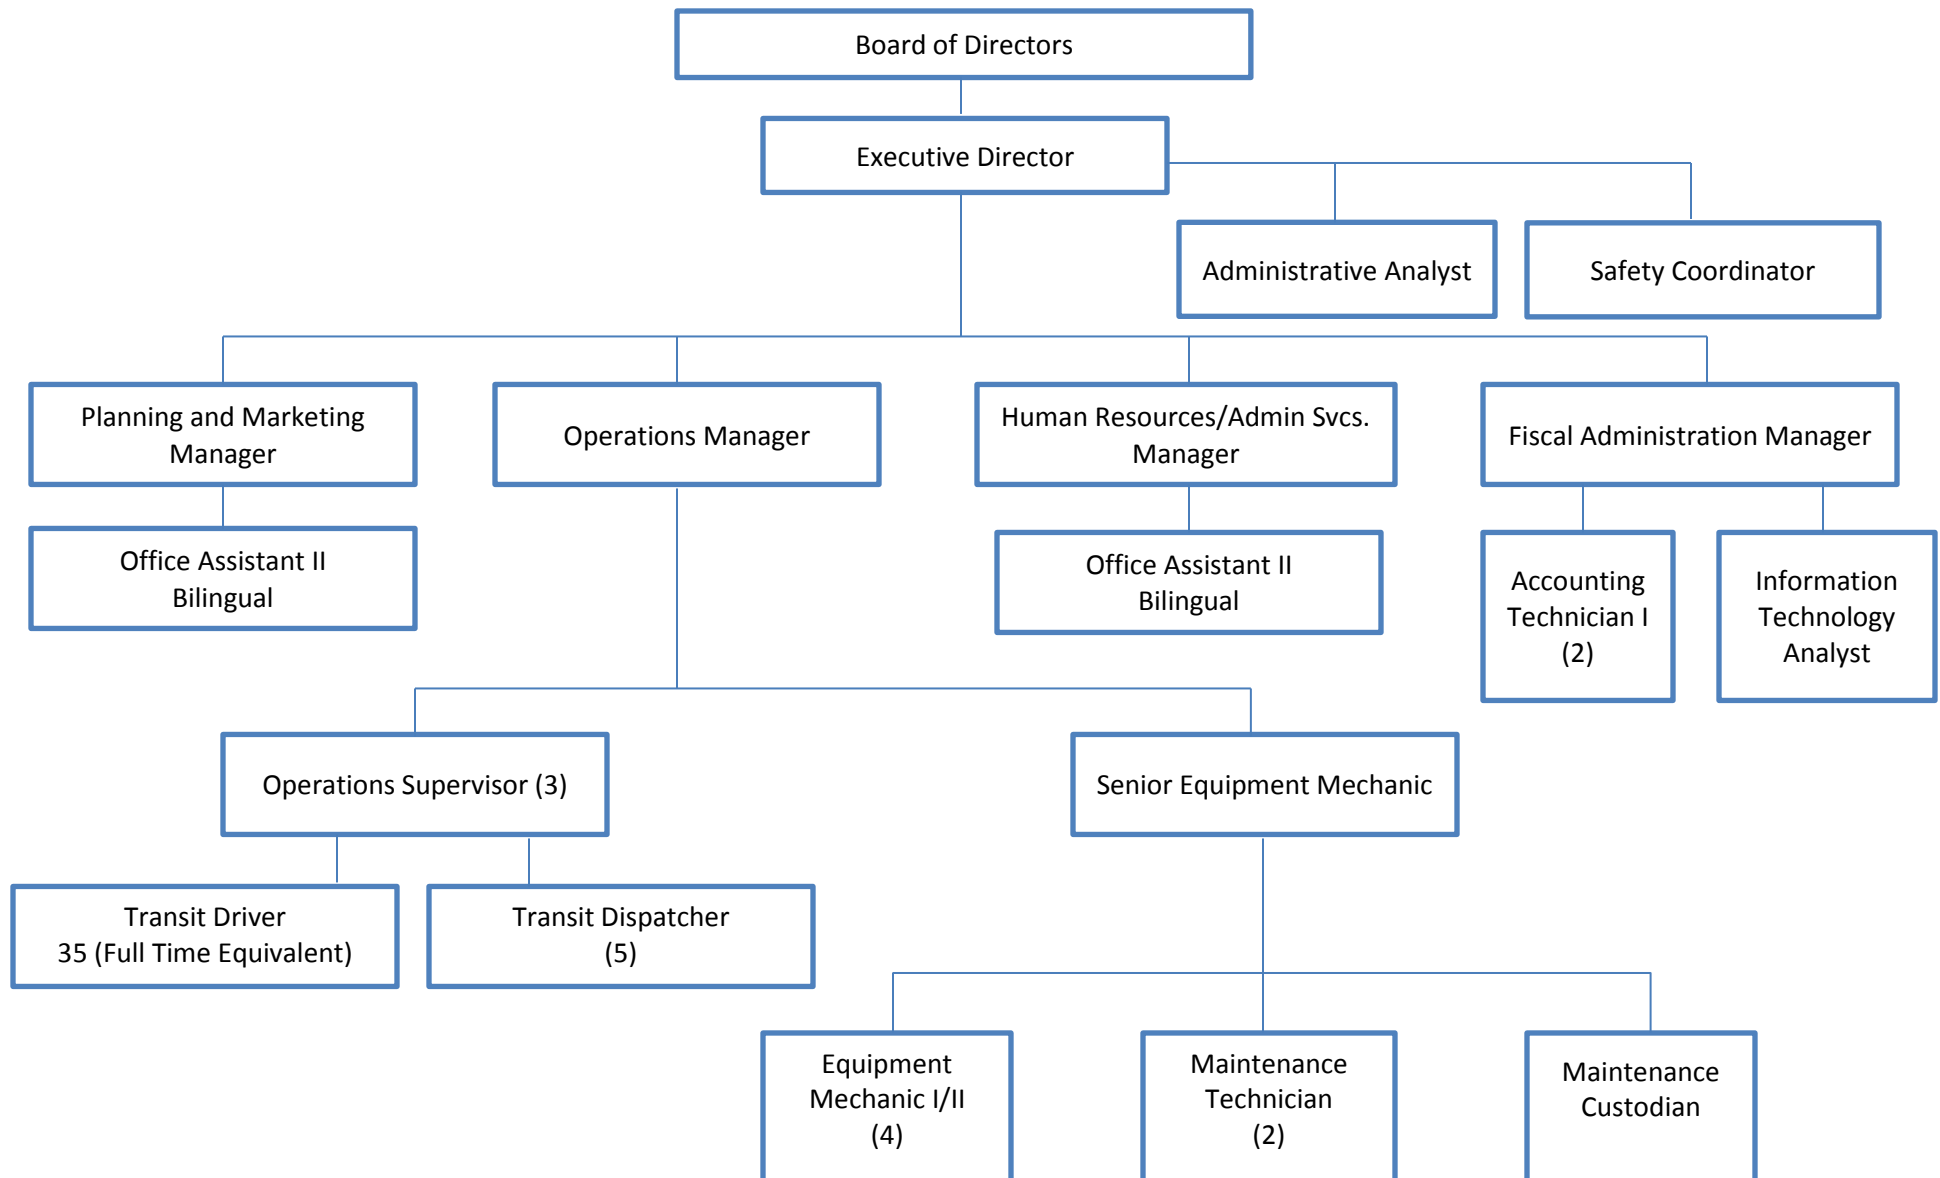 Board of Directors
Executive Director
Administrative Analyst
Safety Coordinator
Planning and Marketing
Manager
Operations Manager
Human Resources/Admin Svcs.
Manager
Fiscal Administration Manager
Office Assistant II
Bilingual
Office Assistant II
Bilingual
Accounting
Technician I
(2)
Information
Technology
Analyst
Operations Supervisor (3)
Senior Equipment Mechanic
Transit Driver
35 (Full Time Equivalent)
Transit Dispatcher
(5)
Equipment
Mechanic I/II
(4)
Maintenance
Technician
(2)
Maintenance
Custodian